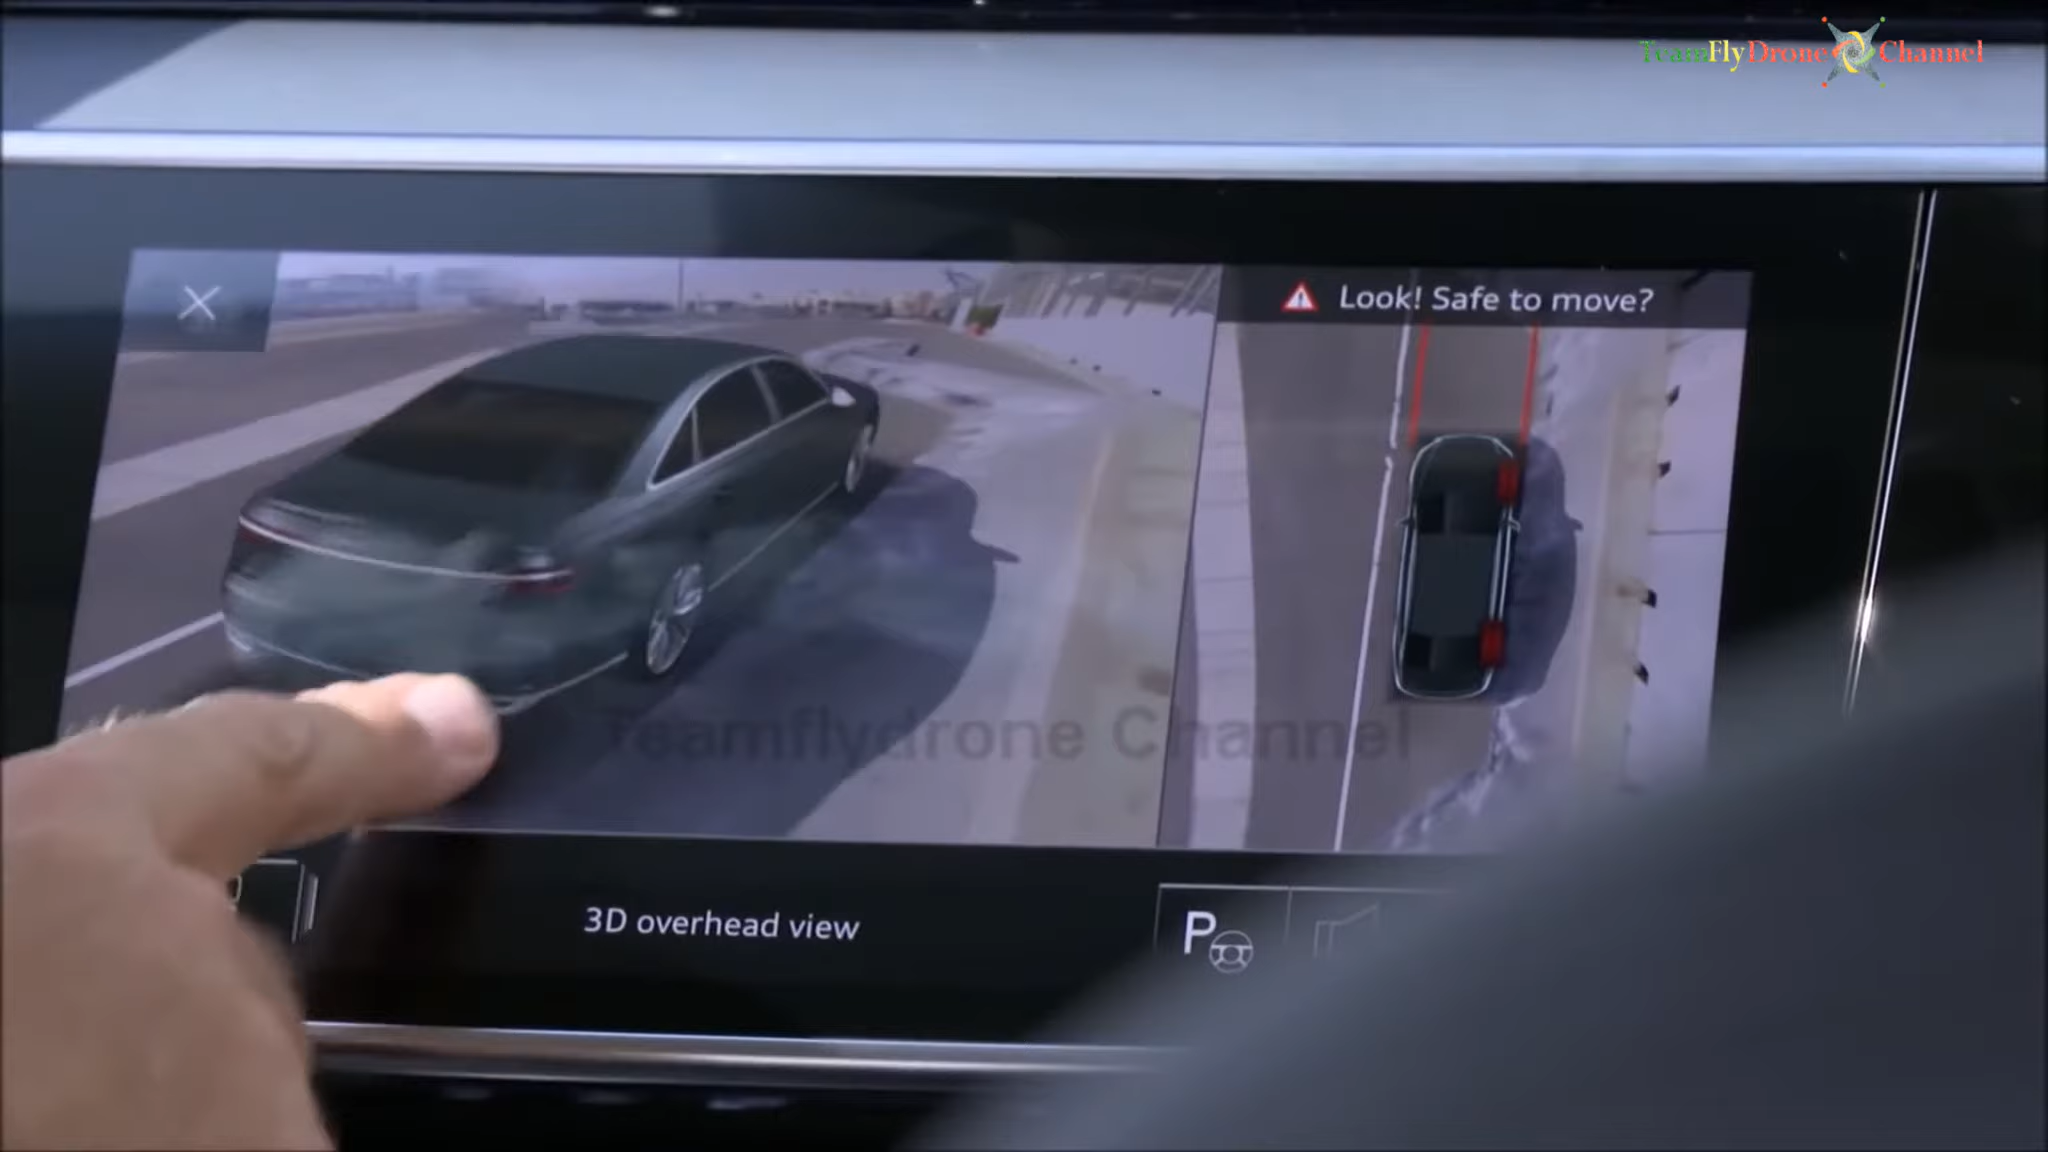 TeamFlyDrone Channel
Look! Safe to move?
Teamflydrone Channel
3D overhead view
P